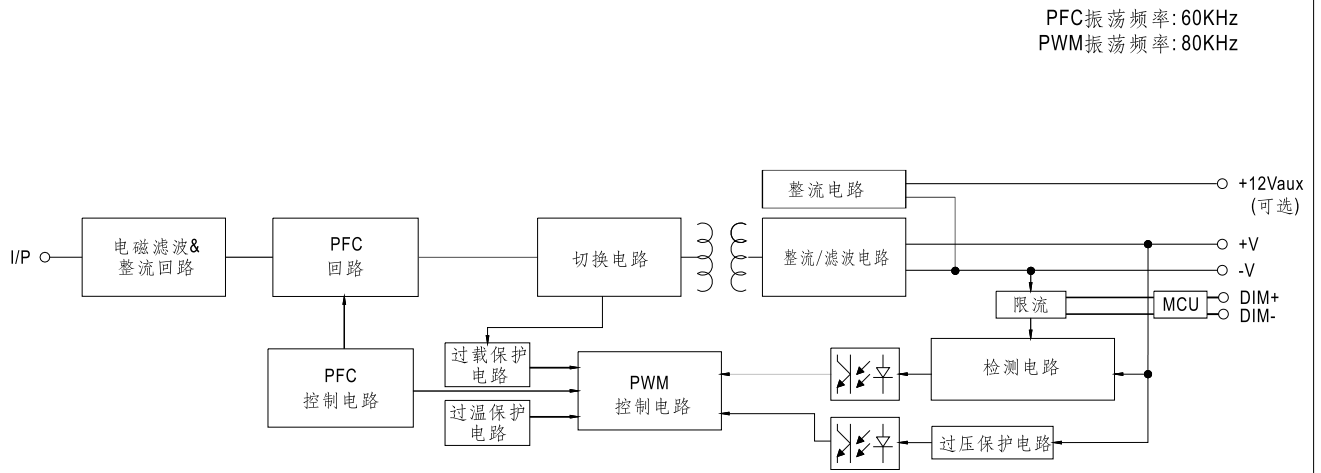 PFC振荡频率:60KHz
PWM振荡频率:80KHz
整流电路
+12Vaux
(可选)
I/P
电磁滤波&
整流回路
PFC
回路
切换电路
整流/滤波电路
+V
-V
限流
MCU
DIM+
DIM-
PFC
控制电路
过载保护
电路
过温保护
电路
PWM
控制电路
检测电路
过压保护电路